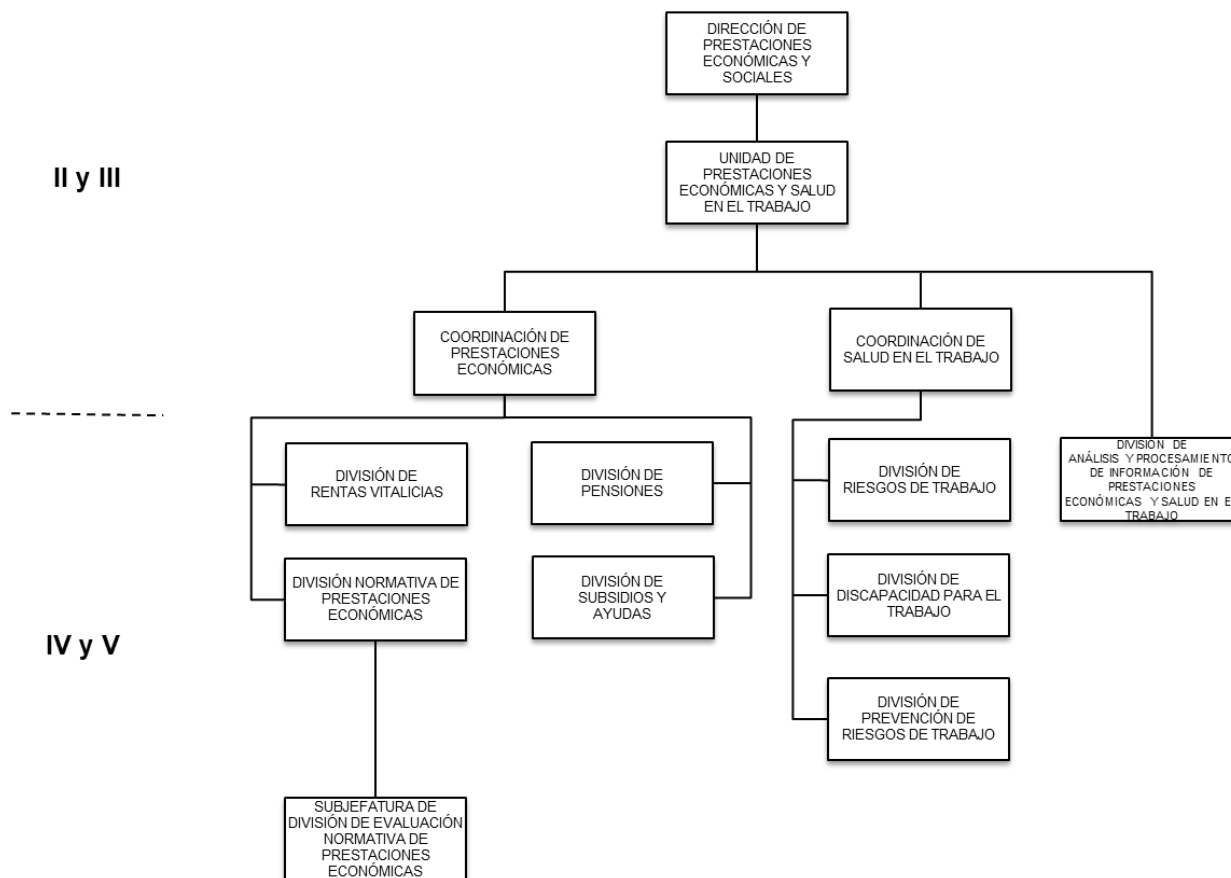 DIRECCIÓN DE
PRESTACIONES
ECONÓMICAS Y
SOCIALES
II y III
UNIDAD DE
PRESTACIONES
ECONÓMICAS Y SALUD
EN EL TRABAJO
COORDINACIÓN DE
PRESTACIONES
ECONÓMICAS
COORDINACIÓN DE
SALUD EN EL TRABAJO
DIVISIÓN DE
RENTAS VITALICIAS
DIVISIÓN DE
PENSIONES
DIVISIÓN DE
RIESGOS DE TRABAJO
DIVISIÓN DE
ANÁLISIS Y PROCESAMIENTO
DE INFORMACIÓN DE
PRESTACIONES
ECONÓMICAS Y SALUD EN E
TRABAJO
DIVISIÓN NORMATIVA DE
PRESTACIONES
ECONÓMICAS
DIVISIÓN DE
SUBSIDIOS Y
AYUDAS
DIVISIÓN DE
DISCAPACIDAD PARA EL
TRABAJO
IV y V
DIVISIÓN DE
PREVENCIÓN DE
RIESGOS DE TRABAJO
SUBJEFATURA DE
DIVISIÓN DE EVALUACIÓN
NORMATIVA DE
PRESTACIONES
ECONÓMICAS